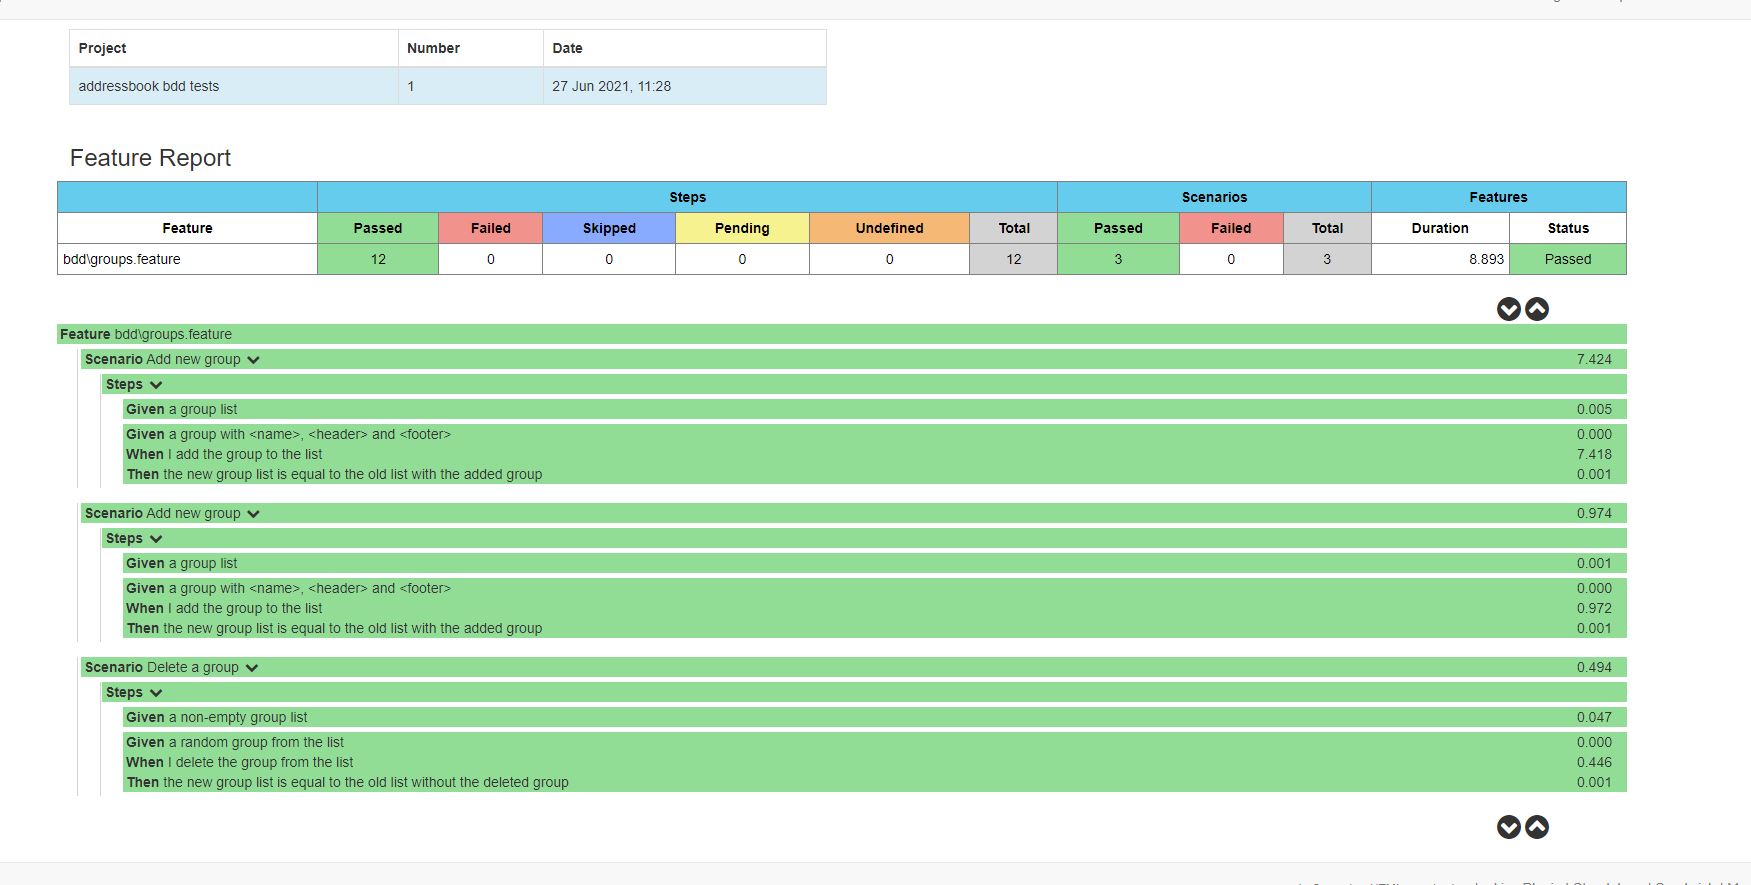 Project Number Date
addressbook bdd tests 1 27 Jun 2021, 11:28
Feature Report
Steps Scenarios Features
Feature Passed Failed Skipped Pending Undefined Total Passed Failed Total Duration Status
bdd\groups.feature 12 0 0 0 0 12 3 0 3 8.893 Passed
Feature bdd\groups.feature
Scenario Add new group 7.424
Steps
Given a group list 0.005
Given a group with <name>, <header> and <footer> 0.000
When I add the group to the list 7.418
Then the new group list is equal to the old list with the added group 0.001
Scenario Add new group 0.974
Steps
Given a group list 0.001
Given a group with <name>, <header> and <footer> 0.000
When I add the group to the list 0.972
Then the new group list is equal to the old list with the added group 0.001
Scenario Delete a group 0.494
Steps
Given a non-empty group list 0.047
Given a random group from the list 0.000
When I delete the group from the list 0.446
Then the new group list is equal to the old list without the deleted group 0.001